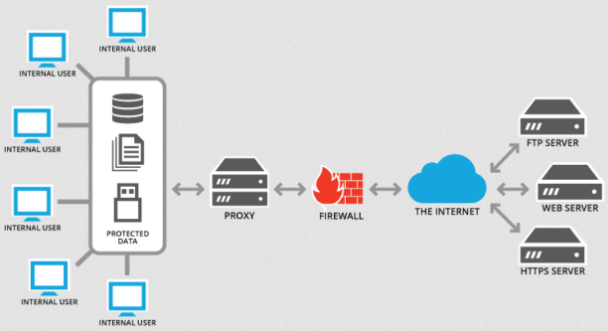 INTERNAL USER
INTERNAL USER
INTERNAL USER
INTERNAL USER
INTERNAL USER
INTERNAL USER
PROTECTED
DATA
PROXY
FIREWALL
THE INTERNET
FTP SERVER
WEB SERVER
HTTPS SERVER